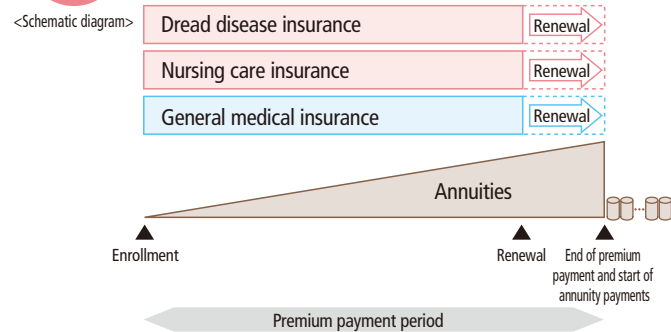 <Schematic diagram>
Dread disease insurance
Renewal
Nursing care insurance
Renewal
General medical insurance
Renewal
Annuities
Enrollment
Renewal
End of premium
payment and start of
annunity payments
Premium payment period